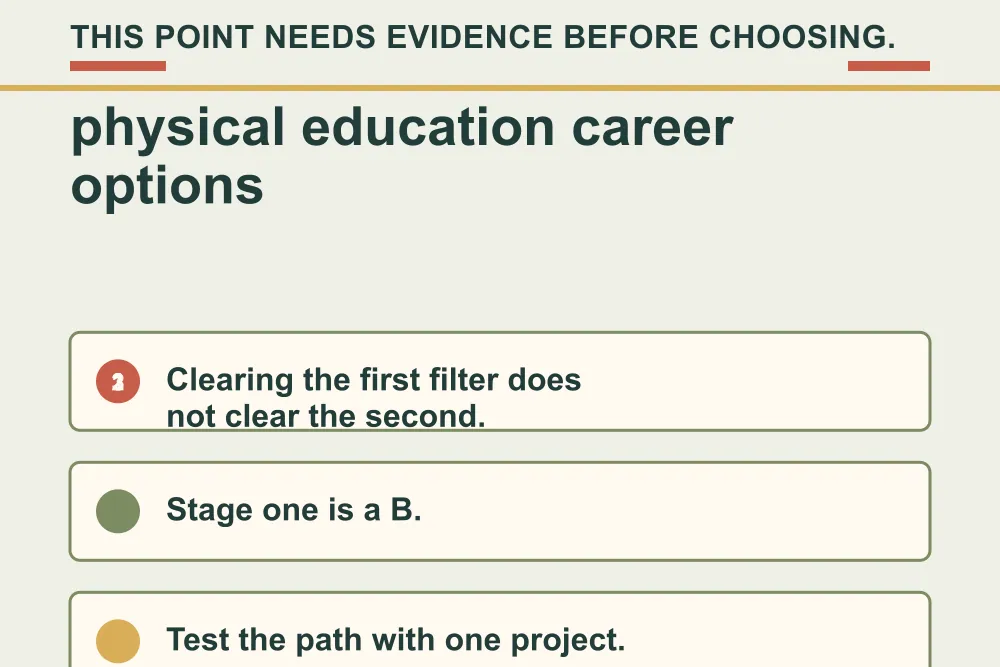 THIS POINT NEEDS EVIDENCE BEFORE CHOOSING.
physical education career
options
Clearing the first filter does
not clear the second.
Stage one is a B.
Test the path with one project.